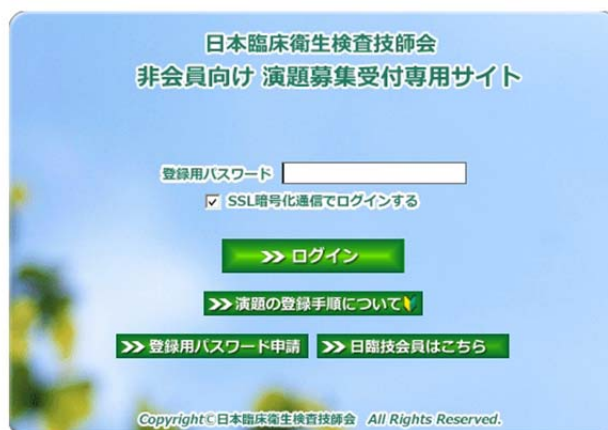 日本臨床衛生検査技師会
非会員向け 演題募集受付専用サイト
登録用パスワード
SSL暗号化通信でログインする
>> ログイン
>> 演題の登録手順について
>> 登録用パスワード申請 >> 日臨技会員はこちら
Copyright©日本臨床衛生検査技師会 All Rights Reserved.